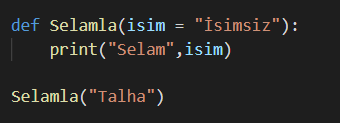 def Selamla(isim = "İsimsiz"):
    print("Selam",isim)
Selamla("Talha")